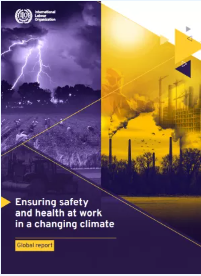 International
Labour
Organization
Ensuring safety
and health at work
in a changing climate
Global report